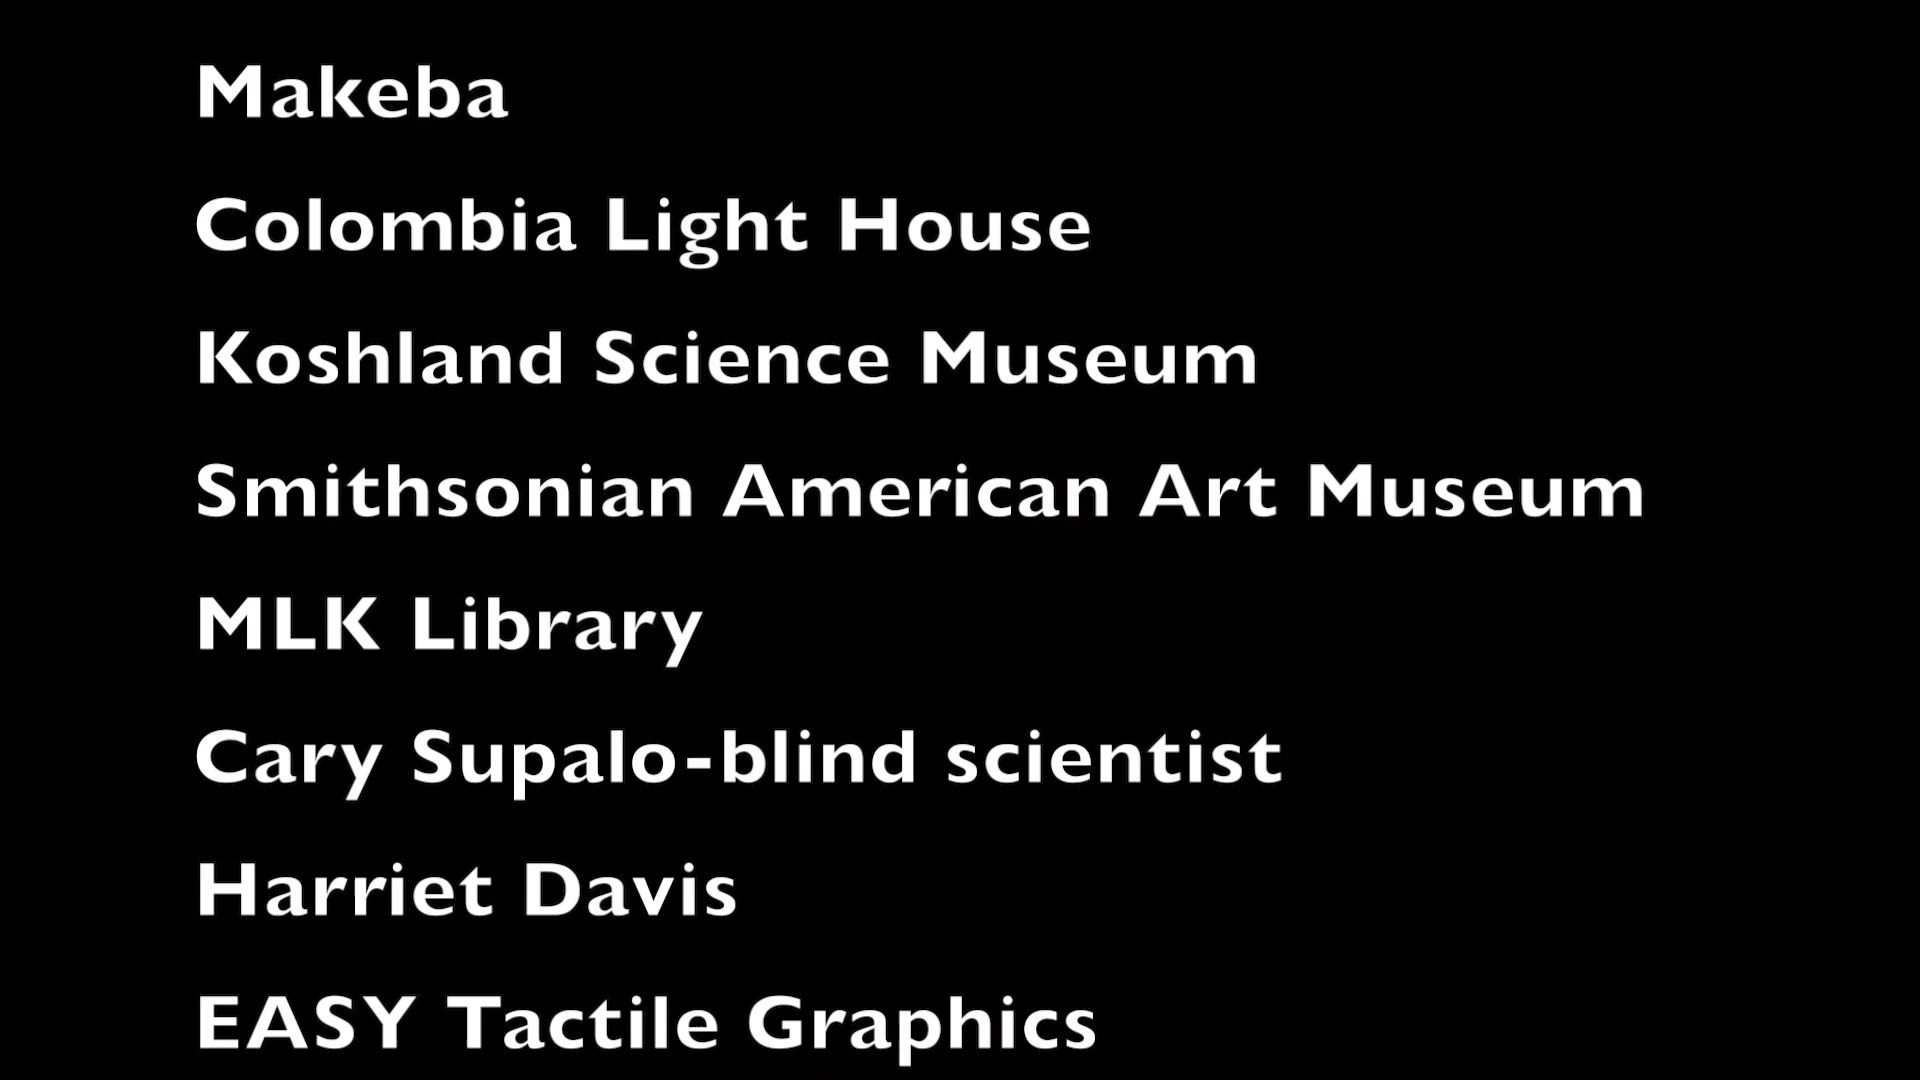 Makeba
Colombia Light House
Koshland Science Museum
Smithsonian American Art Museum
MLK Library
Cary Supalo-blind scientist
Harriet Davis
EASY Tactile Graphics